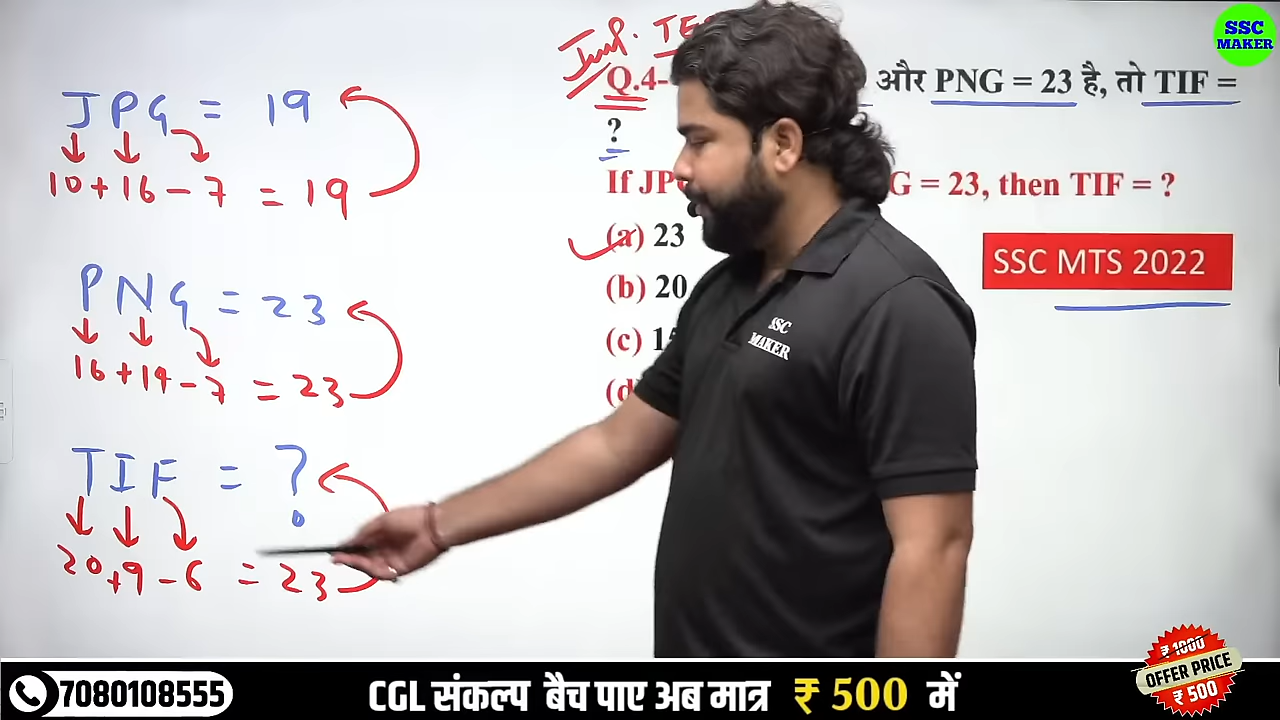 JPG = 19
10+16-7 = 19
PNG = 23
16+14-7 = 23
TIF = ?
20+9-6 = 23
Q.4- और PNG = 23 है, तो TIF =
?
If JP G = 23, then TIF = ?
(a) 23
(b) 20
(c)
SSC MTS 2022
SSC
MAKER
SSC
MAKER
7080108555
CGL संकल्प बैच पाए अब मात्र ₹ 500 में
₹ 1000
OFFER PRICE
₹ 500